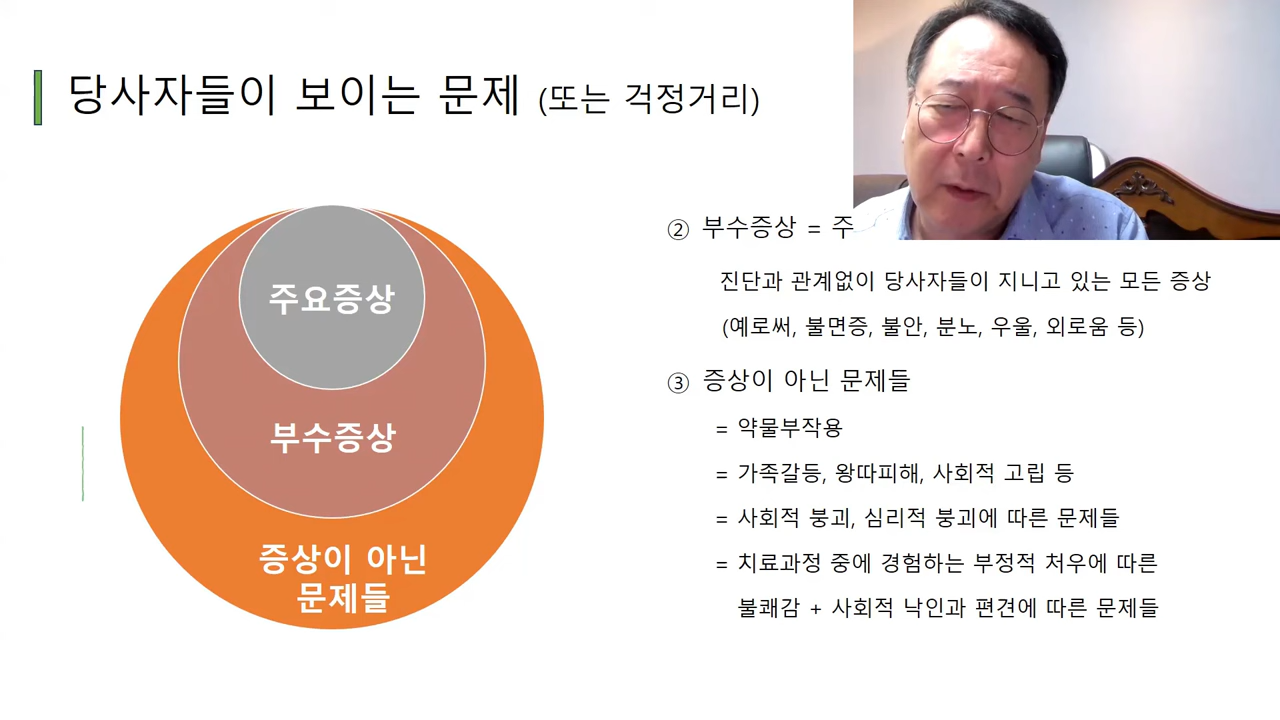 당사자들이 보이는 문제 (또는 걱정거리)
주요증상
부수증상
증상이 아닌
문제들
② 부수증상 = 주
진단과 관계없이 당사자들이 지니고 있는 모든 증상
(예로써, 불면증, 불안, 분노, 우울, 외로움 등)
③ 증상이 아닌 문제들
= 약물부작용
= 가족갈등, 왕따피해, 사회적 고립 등
= 사회적 붕괴, 심리적 붕괴에 따른 문제들
= 치료과정 중에 경험하는 부정적 처우에 따른
불쾌감 + 사회적 낙인과 편견에 따른 문제들